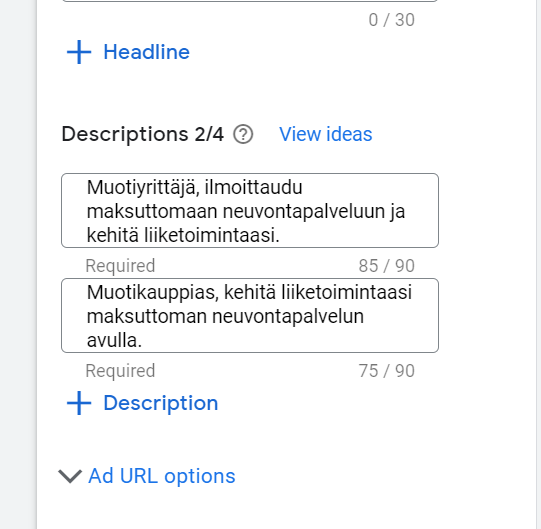 0 / 30
+ Headline
Descriptions 2/4 ? View ideas
Muotiyrittäjä, ilmoittaudu
maksuttomaan neuvontapalveluun ja
kehitä liiketoimintaasi.
Required 85 / 90
Muotikauppias, kehitä liiketoimintaasi
maksuttoman neuvontapalvelun
avulla.
Required 75 / 90
+ Description
Ad URL options